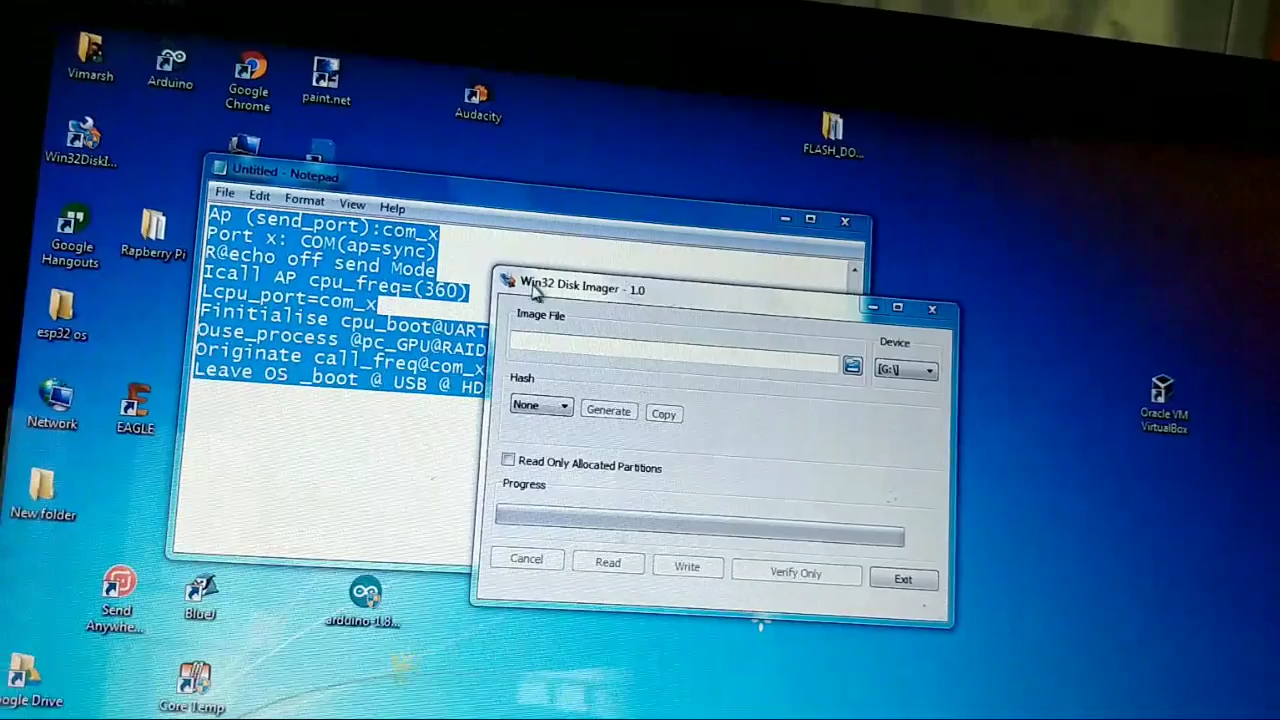 Vimarsh
Arduino
Google
Chrome
paint.net
Audacity
FLASH_DO...
Win32DiskI...
Google
Hangouts
Rapberry Pi
esp32 os
Network
EAGLE
New folder
Send
Anywhe...
BlueJ
arduino-1.8...
oogle Drive
Core Temp
Oracle VM
VirtualBox
Untitled - Notepad
File Edit Format View Help
Ap (send_port):com_x
Port x: COM(ap=sync)
R@echo off send Mode
Icall AP cpu_freq=(360)
Lcpu_port=com_x
Finitialise cpu_boot@UART
Ouse_process @pc_GPU@RAID
Originate call_freq@com_x
Leave OS _boot @ USB @ HD
Win32 Disk Imager - 1.0
Image File
Device
[G:\]
Hash
None Generate Copy
Read Only Allocated Partitions
Progress
Cancel Read Write Verify Only Exit